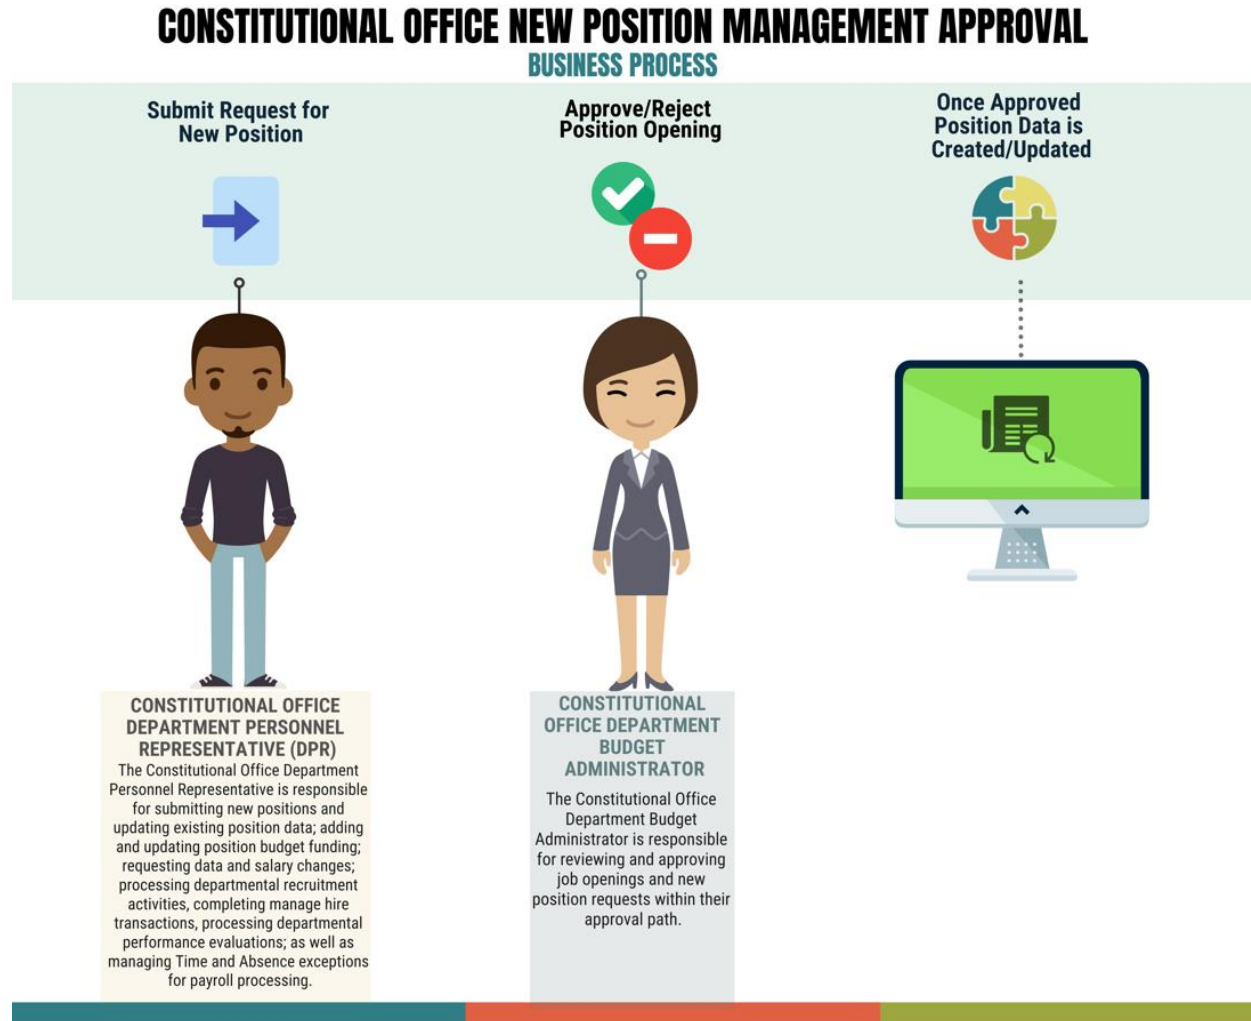 CONSTITUTIONAL OFFICE NEW POSITION MANAGEMENT APPROVAL
BUSINESS PROCESS
Submit Request for
New Position
Approve/Reject
Position Opening
Once Approved
Position Data is
Created/Updated
CONSTITUTIONAL OFFICE
DEPARTMENT PERSONNEL
REPRESENTATIVE (DPR)
The Constitutional Office Department
Personnel Representative is responsible
for submitting new positions and
updating existing position data; adding
and updating position budget funding;
requesting data and salary changes;
processing departmental recruitment
activities, completing manage hire
transactions, processing departmental
performance evaluations; as well as
managing Time and Absence exceptions
for payroll processing.
CONSTITUTIONAL
OFFICE DEPARTMENT
BUDGET
ADMINISTRATOR
The Constitutional Office
Department Budget
Administrator is responsible
for reviewing and approving
job openings and new
position requests within their
approval path.